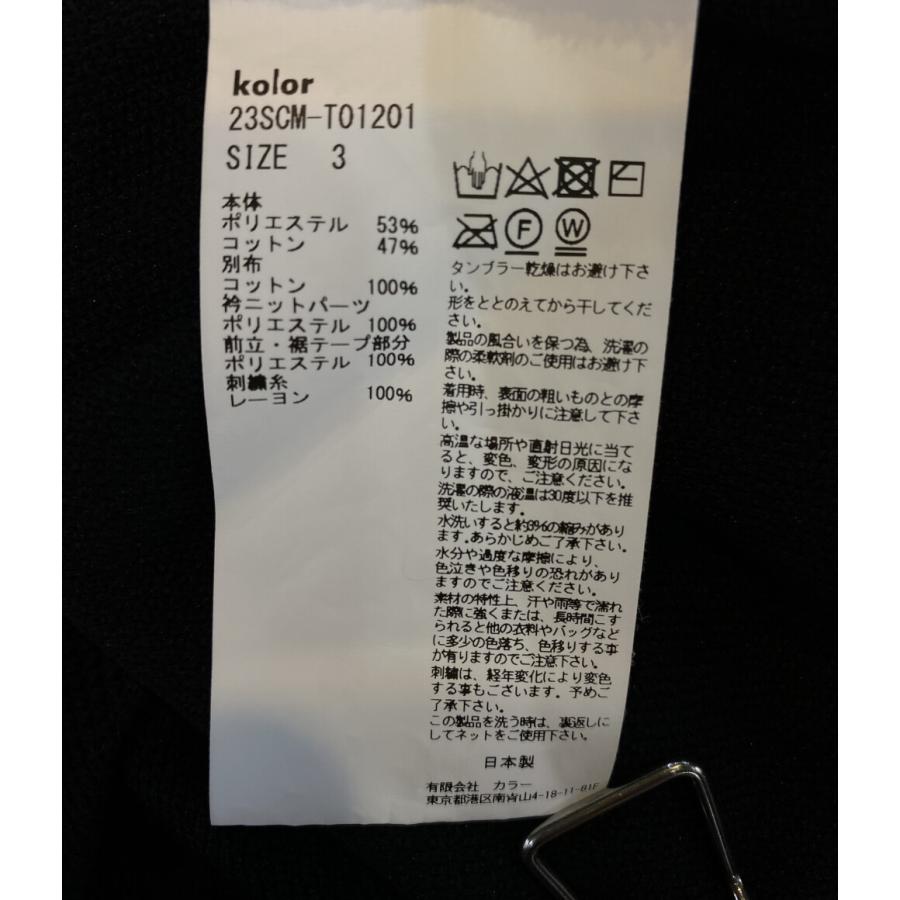 kolor
23SCM-T01201
SIZE 3
本体
ポリエステル 53%
コットン 47%
別布
コットン 100%
衿ニットパーツ
ポリエステル 100%
前立・裾テープ部分
ポリエステル 100%
刺繍糸
レーヨン 100%
F
W
タンブラー乾燥はお避け下さ
い。
形をととのえてから干してくだ
さい。
製品の風合いを保つ為、洗濯の
際の柔軟剤のご使用はお避け下
さい。
着用時、表面の粗いものとの摩
擦や引っ掛かりに注意して下さ
い。
高温な場所や直射日光に当て
ると、変色、変形の原因にな
りますので、ご注意ください。
洗濯の際の液温は30度以下を推
奨いたします。
水洗いすると約3%の縮みがあり
ます。あらかじめご了承下さい。
水分や過度な摩擦により、
色泣きや色移りの恐れがあり
ますのでご注意ください。
素材の特性上、汗や雨等で濡れ
た際に強くまたは、長時間こす
られると他の衣料やバッグなど
に多少の色落ち、色移りする事
が有りますのでご注意下さい。
刺繍は、経年変化により変色
する事もございます。予めご
了承下さい。
この製品を洗う時は、裏返しに
してネットをご使用下さい。
日本製
有限会社 カラー
東京都港区南青山4-18-11-B1F